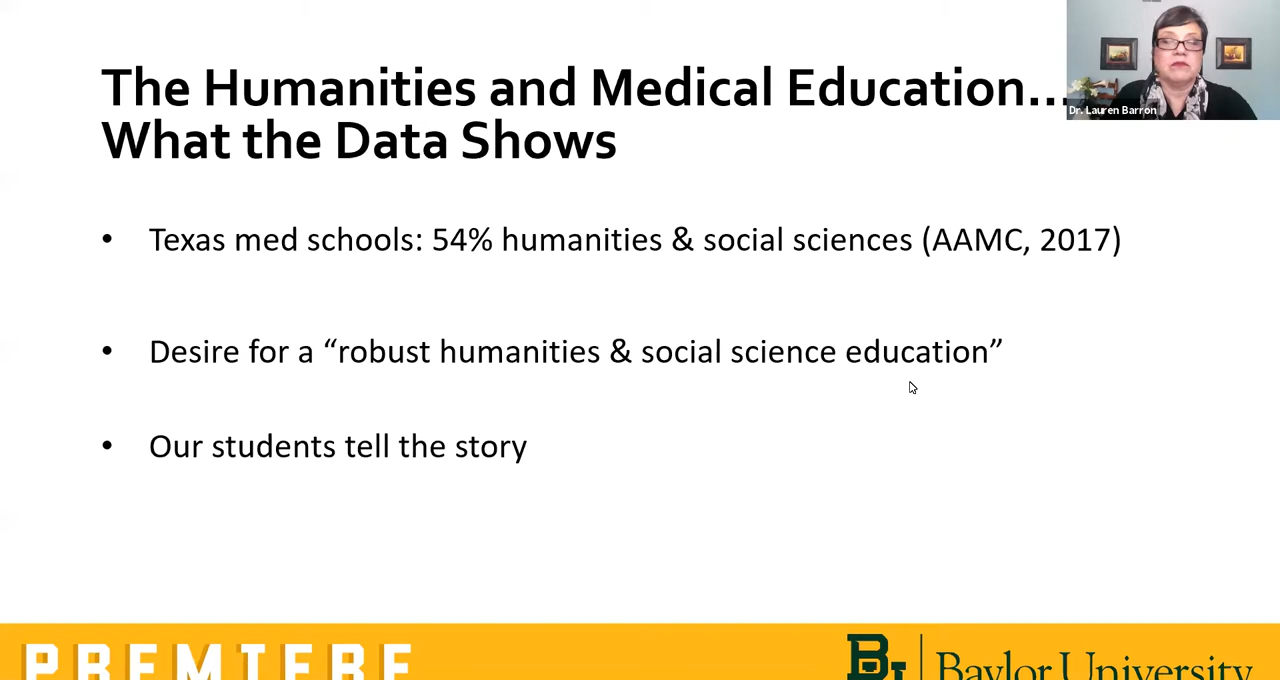 The Humanities and Medical Education...
What the Data Shows
Dr. Lauren Barron
• Texas med schools: 54% humanities & social sciences (AAMC, 2017)
• Desire for a “robust humanities & social science education”
• Our students tell the story
PREMIERE
BU
Baylor University